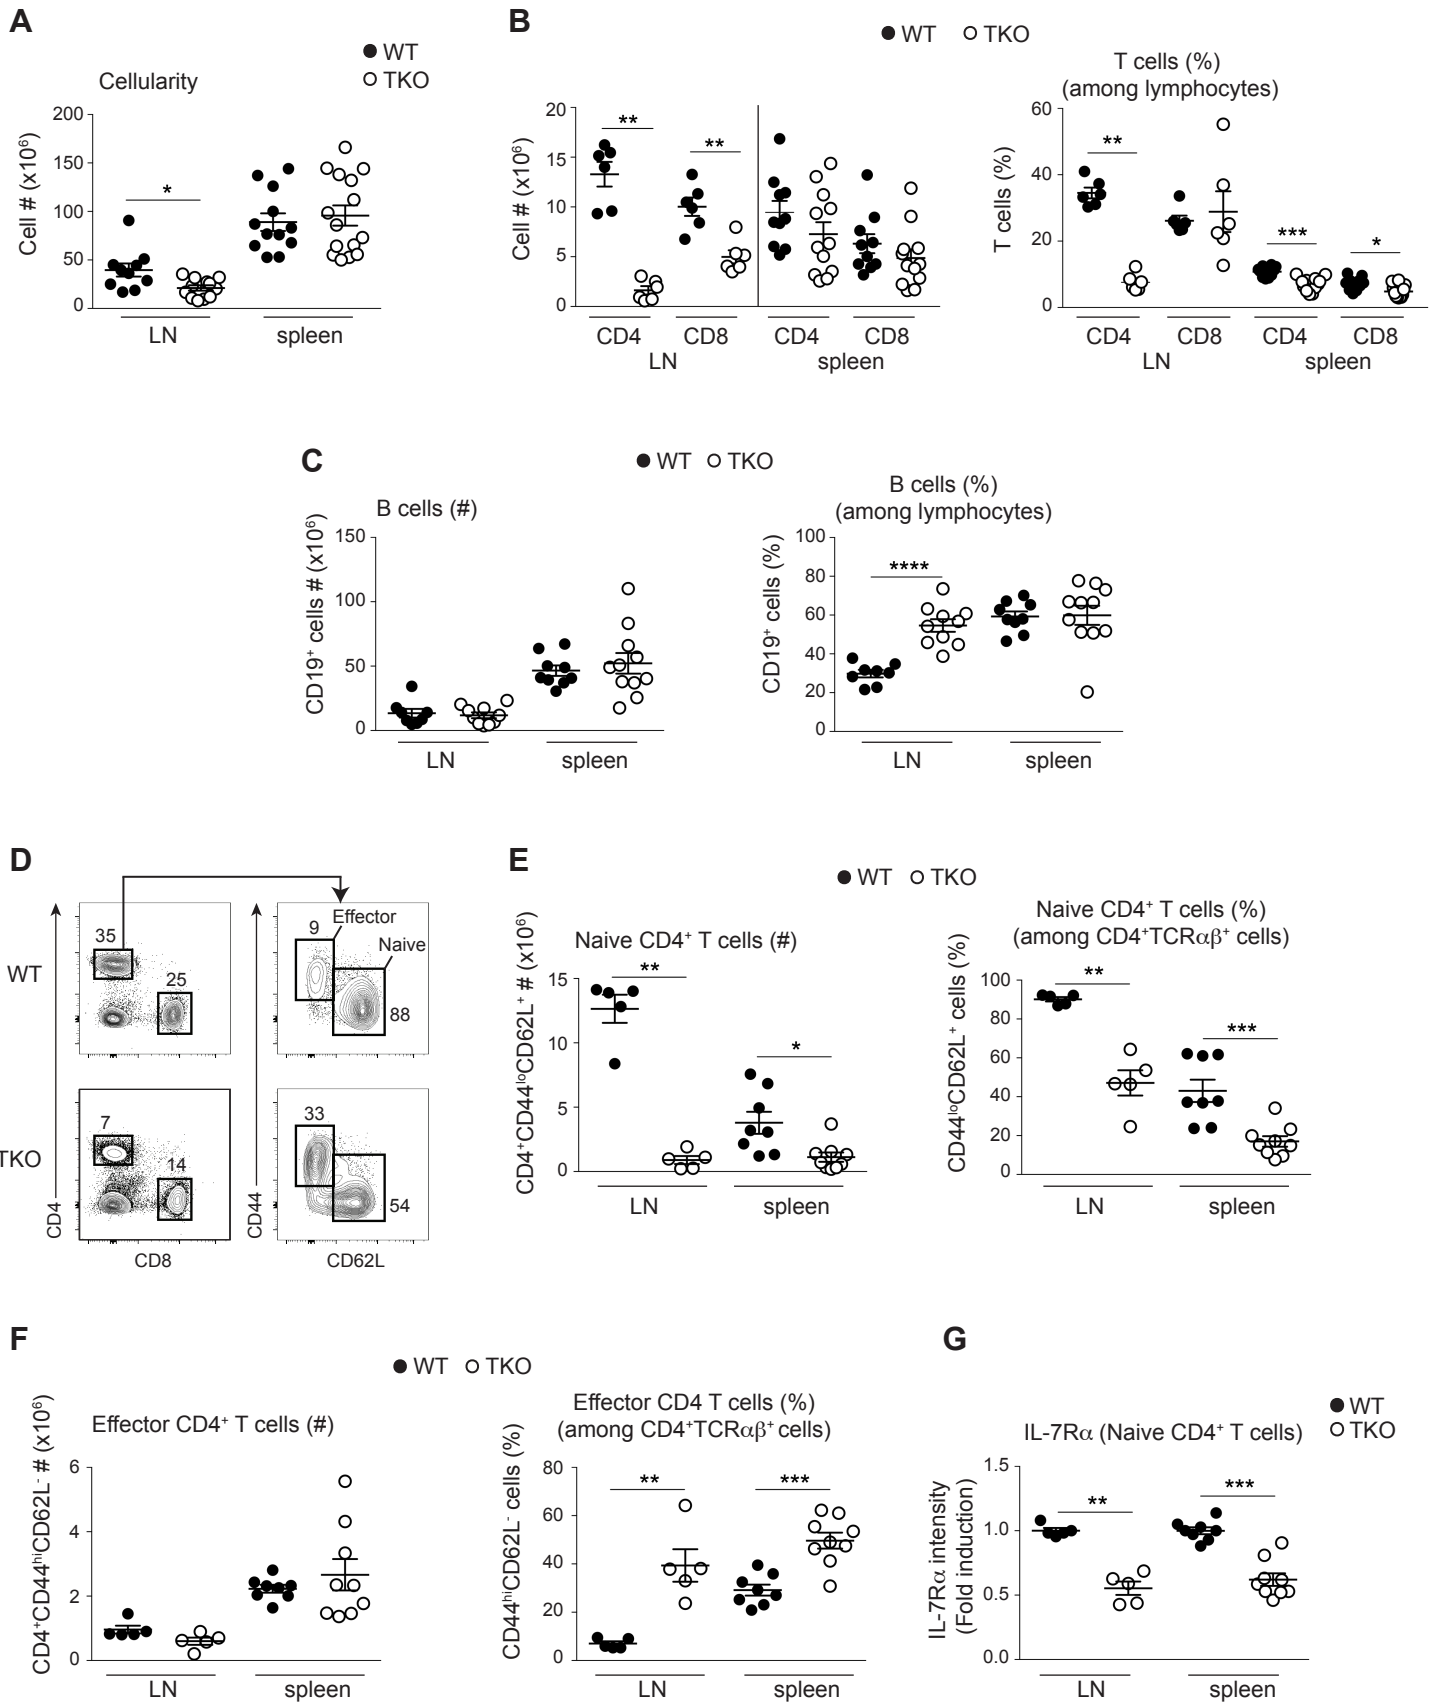 A
WT
TKO
Cellularity
Cell # (x10⁶)
200
150
100
50
0
*
LN
spleen
B
WT TKO
Cell # (x10⁶)
20
15
10
5
0
**
**
CD4 CD8 CD4 CD8
LN spleen
T cells (%)
(among lymphocytes)
T cells (%)
60
40
20
0
**
***
*
CD4 CD8 CD4 CD8
LN spleen
C
WT TKO
B cells (#)
CD19⁺ cells # (x10⁶)
150
100
50
0
LN spleen
B cells (%)
(among lymphocytes)
CD19⁺ cells (%)
100
80
60
40
20
0
****
LN spleen
D
WT
35
25
9
Effector
Naive
88
TKO
7
14
33
54
CD4
CD8
CD44
CD62L
E
WT TKO
Naive CD4⁺ T cells (#)
CD4⁺CD44ˡᵒCD62L⁺ # (x10⁶)
15
10
5
0
**
*
LN spleen
Naive CD4⁺ T cells (%)
(among CD4⁺TCRαβ⁺ cells)
CD44ˡᵒCD62L⁺ cells (%)
100
80
60
40
20
0
**
***
LN spleen
F
WT TKO
Effector CD4⁺ T cells (#)
CD4⁺CD44ʰⁱCD62L⁻ # (x10⁶)
6
4
2
0
LN spleen
Effector CD4 T cells (%)
(among CD4⁺TCRαβ⁺ cells)
CD44ʰⁱCD62L⁻ cells (%)
80
60
40
20
0
**
***
LN spleen
G
WT
TKO
IL-7Rα (Naive CD4⁺ T cells)
IL-7Rα intensity
(Fold induction)
1.5
1.0
0.5
0.0
**
***
LN spleen